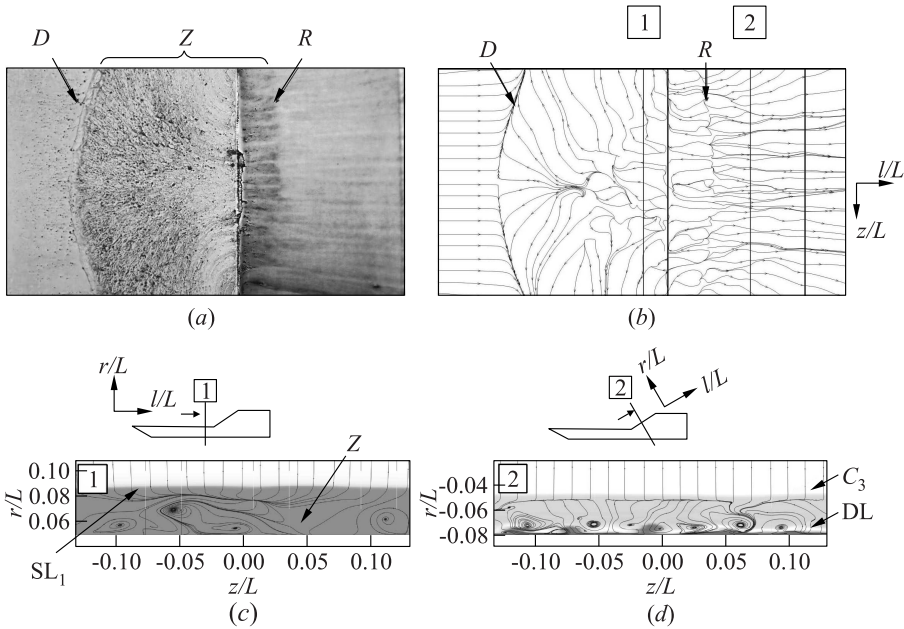 D Z R
(a)
1 2
D R
l/L
z/L
(b)
r/L
l/L
1
Z
r/L
0.10
0.08
0.06
1
SL1
-0.10 -0.05 0.00 0.05 0.10
z/L
(c)
r/L
l/L
2
r/L
-0.04
-0.06
-0.08
2
C3
DL
-0.10 -0.05 0.00 0.05 0.10
z/L
(d)